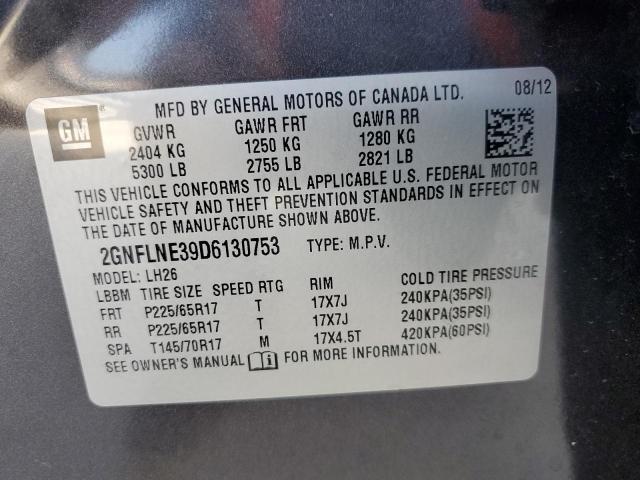 GM ®
MFD BY GENERAL MOTORS OF CANADA LTD. 08/12
GVWR GAWR FRT GAWR RR
2404 KG 1250 KG 1280 KG
5300 LB 2755 LB 2821 LB
THIS VEHICLE CONFORMS TO ALL APPLICABLE U.S. FEDERAL MOTOR
VEHICLE SAFETY AND THEFT PREVENTION STANDARDS IN EFFECT ON
THE DATE OF MANUFACTURE SHOWN ABOVE.
2GNFLNE39D6130753 TYPE: M.P.V.
MODEL: LH26
LBBM TIRE SIZE SPEED RTG RIM COLD TIRE PRESSURE
FRT P225/65R17 T 17X7J 240KPA(35PSI)
RR P225/65R17 T 17X7J 240KPA(35PSI)
SPA T145/70R17 M 17X4.5T 420KPA(60PSI)
SEE OWNER'S MANUAL i FOR MORE INFORMATION.